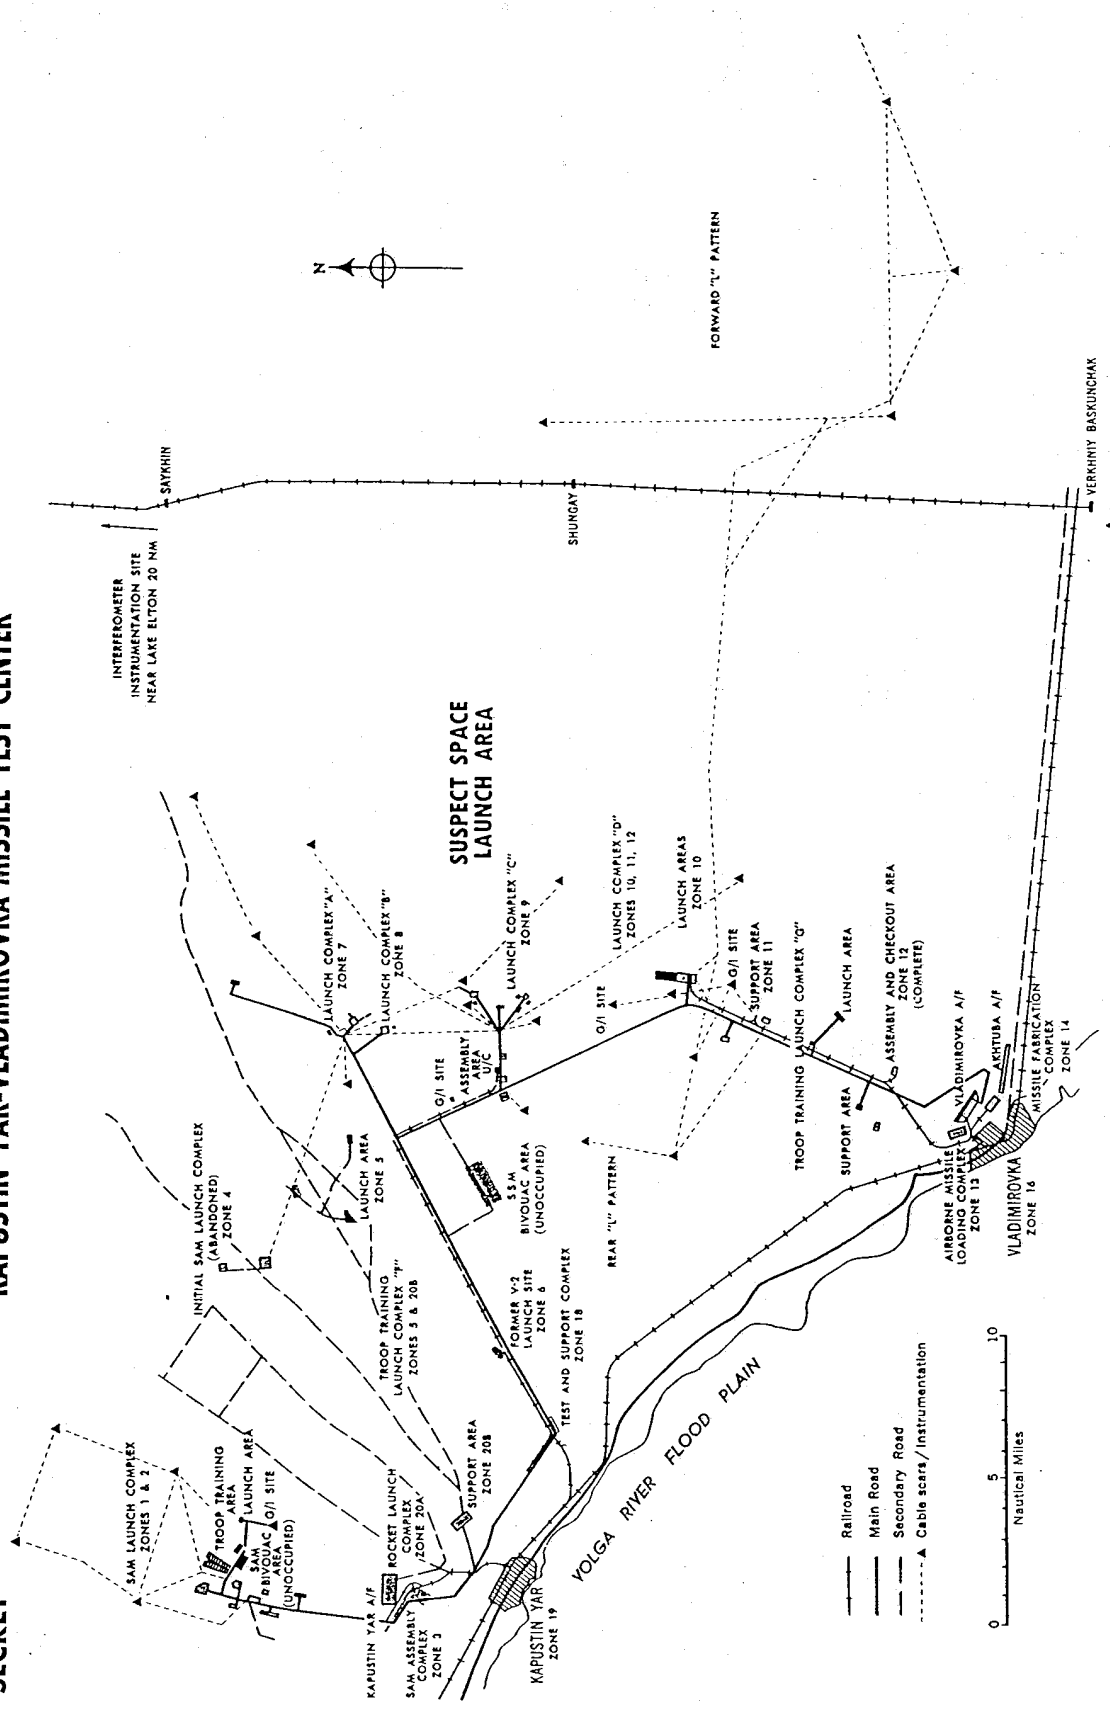 SECRET
KAPUSTIN YAR-VLADIMIROVKA MISSILE TEST CENTER
SAM LAUNCH COMPLEX
ZONES 1 & 2
TROOP TRAINING
AREA
LAUNCH AREA
SAM
BIVOUAC
AREA
(UNOCCUPIED)
G/I SITE
INITIAL SAM LAUNCH COMPLEX
(ABANDONED)
ZONE 4
INTERFEROMETER
INSTRUMENTATION SITE
NEAR LAKE EL'TON 20 NM
SAYKHIN
N
LAUNCH COMPLEX "A"
ZONE 7
LAUNCH COMPLEX "B"
ZONE 8
LAUNCH AREA
ZONE 5
TROOP TRAINING
LAUNCH COMPLEX "F"
ZONES 5 & 20B
KAPUSTIN YAR A/F
ROCKET LAUNCH
COMPLEX
ZONE 20A
SAM ASSEMBLY
COMPLEX
ZONE 3
SUPPORT AREA
ZONE 20B
SUSPECT SPACE
LAUNCH AREA
G/I SITE
ASSEMBLY
AREA
U/C
LAUNCH COMPLEX "C"
ZONE 9
S S M
BIVOUAC AREA
(UNOCCUPIED)
FORMER V-2
LAUNCH SITE
ZONE 6
TEST AND SUPPORT COMPLEX
ZONE 18
KAPUSTIN YAR
ZONE 19
SHUNGAY
G/I SITE
LAUNCH COMPLEX "D"
ZONES 10, 11, 12
LAUNCH AREAS
ZONE 10
REAR "L" PATTERN
FORWARD "L" PATTERN
VOLGA RIVER FLOOD PLAIN
G/I SITE
SUPPORT AREA
ZONE 11
TROOP TRAINING LAUNCH COMPLEX "G"
LAUNCH AREA
SUPPORT AREA
ASSEMBLY AND CHECKOUT AREA
ZONE 12
(COMPLETE)
VLADIMIROVKA A/F
AKHTUBA A/F
AIRBORNE MISSILE
LOADING COMPLEX
ZONE 13
VLADIMIROVKA
ZONE 16
MISSILE FABRICATION
COMPLEX
ZONE 14
VERKHNIY BASKUNCHAK
Railroad
Main Road
Secondary Road
Cable scars / Instrumentation
0 5 10
Nautical Miles